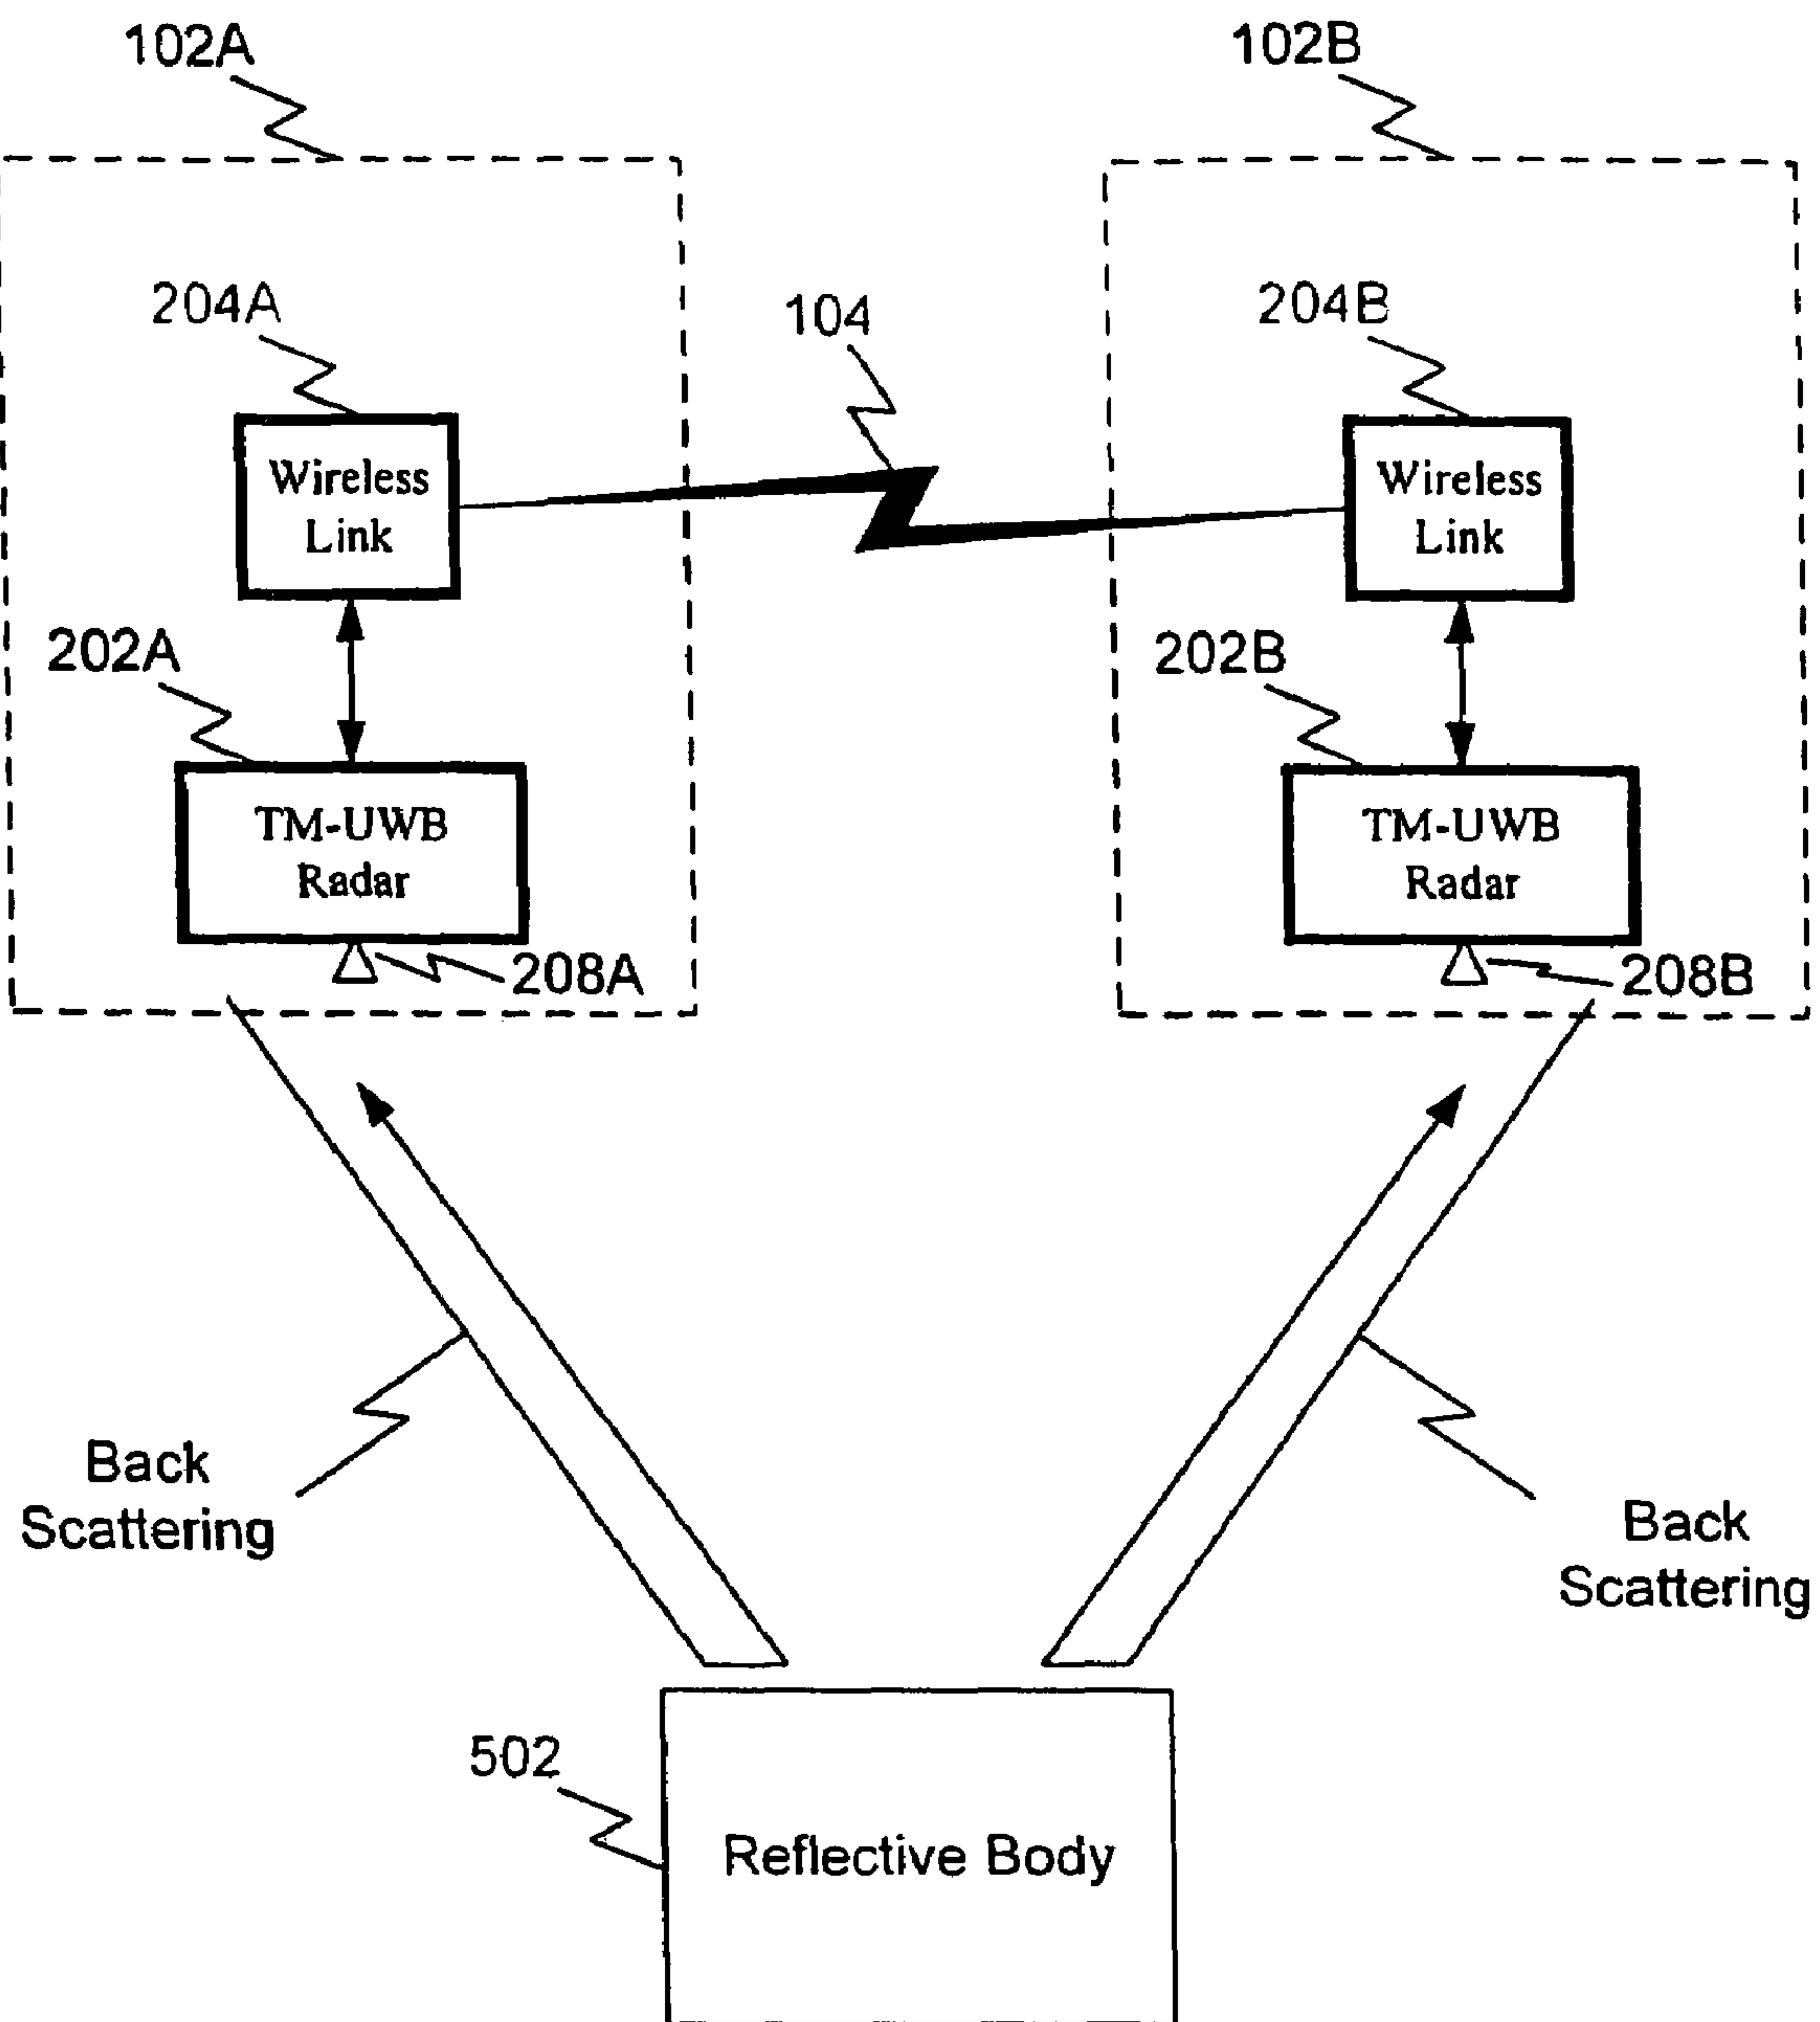 102A
102B
204A
104
204B
Wireless
Link
Wireless
Link
202A
202B
TM-UWB
Radar
TM-UWB
Radar
208A
208B
Back
Scattering
Back
Scattering
502
Reflective Body